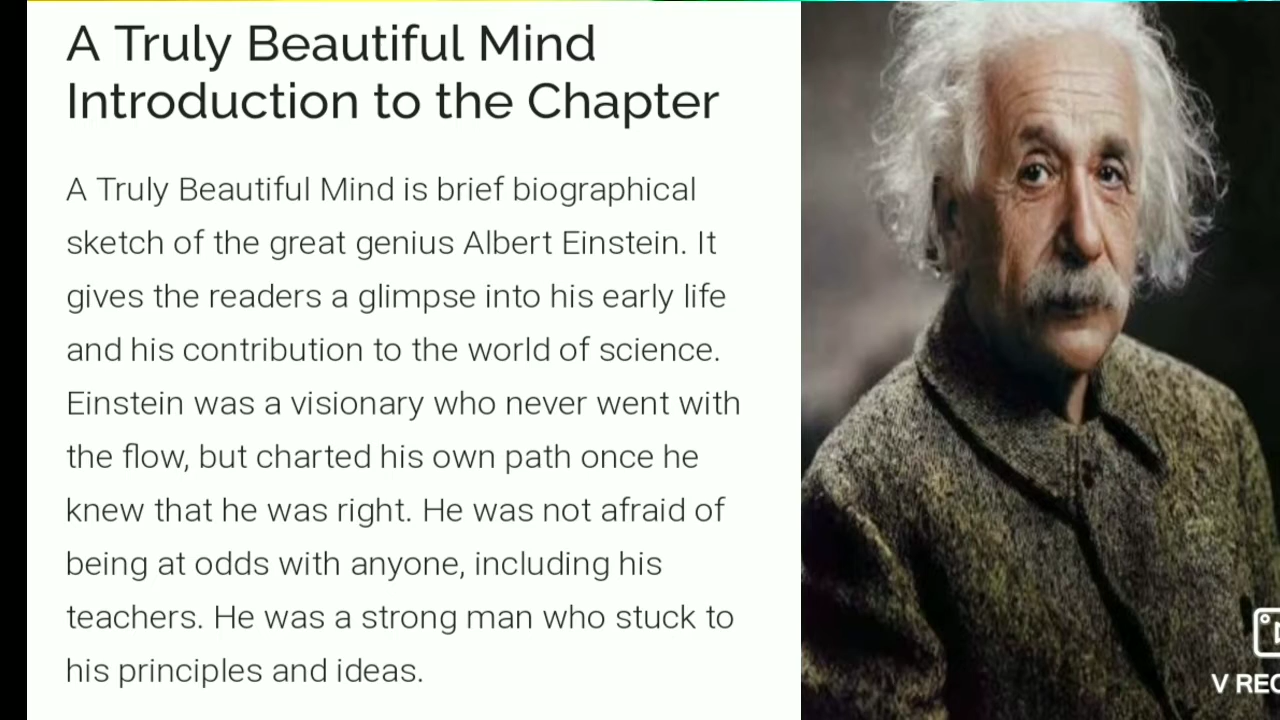 A Truly Beautiful Mind
Introduction to the Chapter
A Truly Beautiful Mind is brief biographical
sketch of the great genius Albert Einstein. It
gives the readers a glimpse into his early life
and his contribution to the world of science.
Einstein was a visionary who never went with
the flow, but charted his own path once he
knew that he was right. He was not afraid of
being at odds with anyone, including his
teachers. He was a strong man who stuck to
his principles and ideas.
V REC